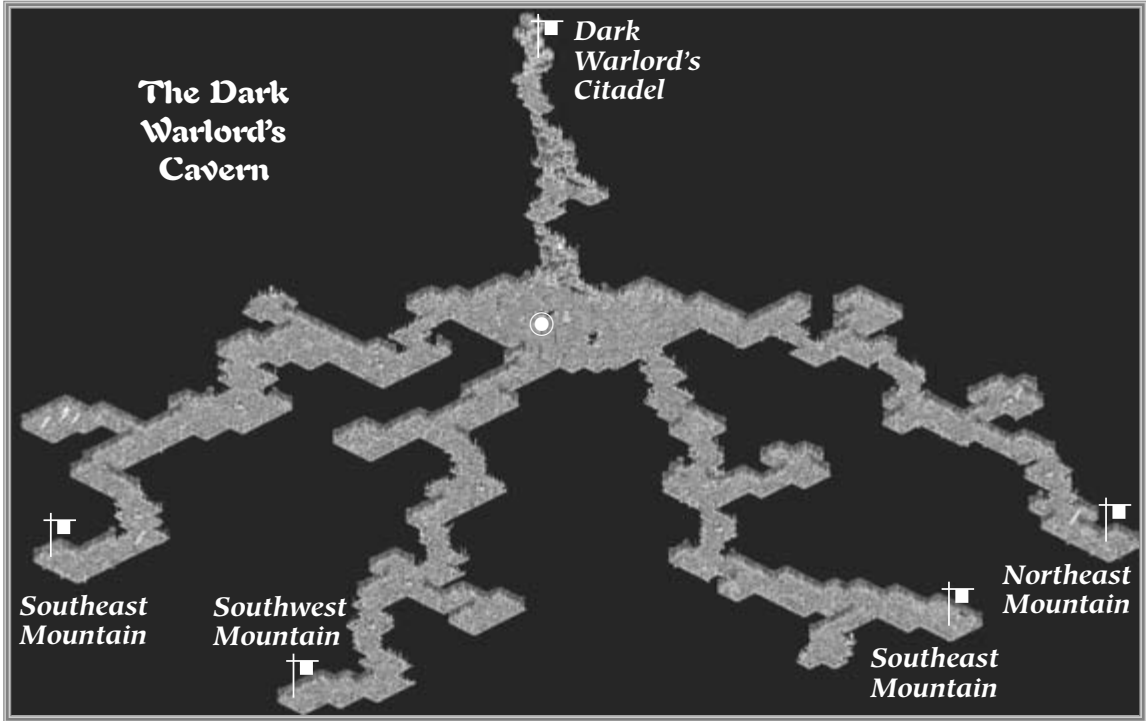 The Dark
Warlord's
Cavern
Dark
Warlord's
Citadel
Southeast
Mountain
Southwest
Mountain
Southeast
Mountain
Northeast
Mountain